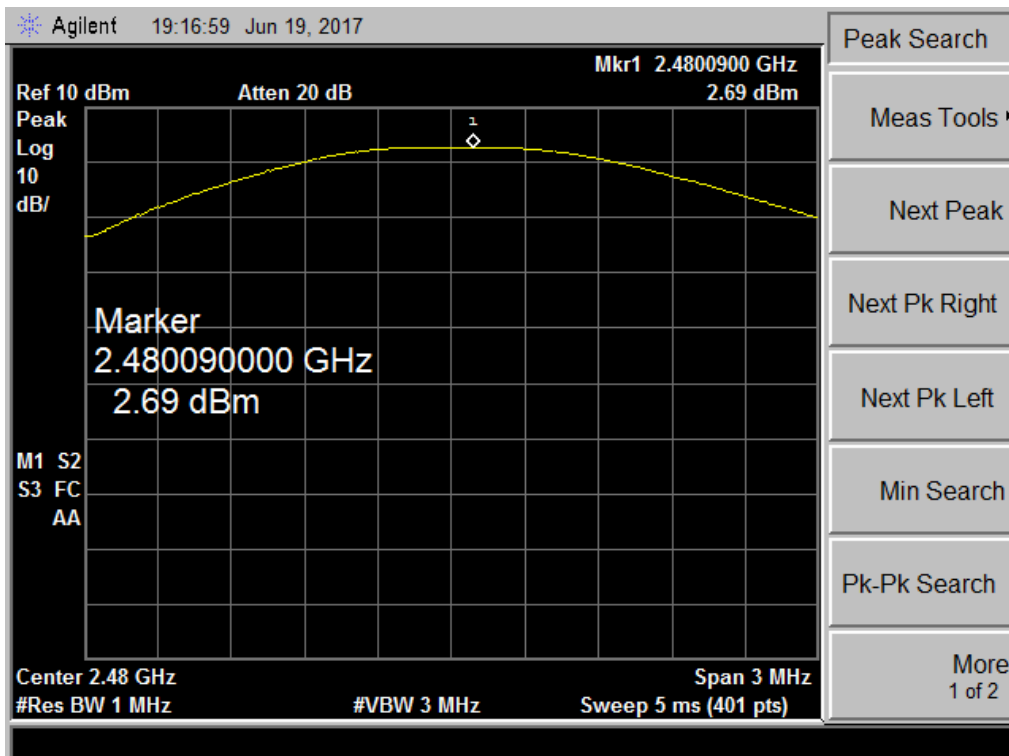 Agilent 19:16:59 Jun 19, 2017
Peak Search
Mkr1 2.4800900 GHz
Ref 10 dBm Atten 20 dB 2.69 dBm
Peak
Log
10
dB/
1
Meas Tools
Next Peak
Next Pk Right
Marker
2.480090000 GHz
2.69 dBm
Next Pk Left
M1 S2
S3 FC
AA
Min Search
Pk-Pk Search
Center 2.48 GHz Span 3 MHz
#Res BW 1 MHz #VBW 3 MHz Sweep 5 ms (401 pts)
More
1 of 2